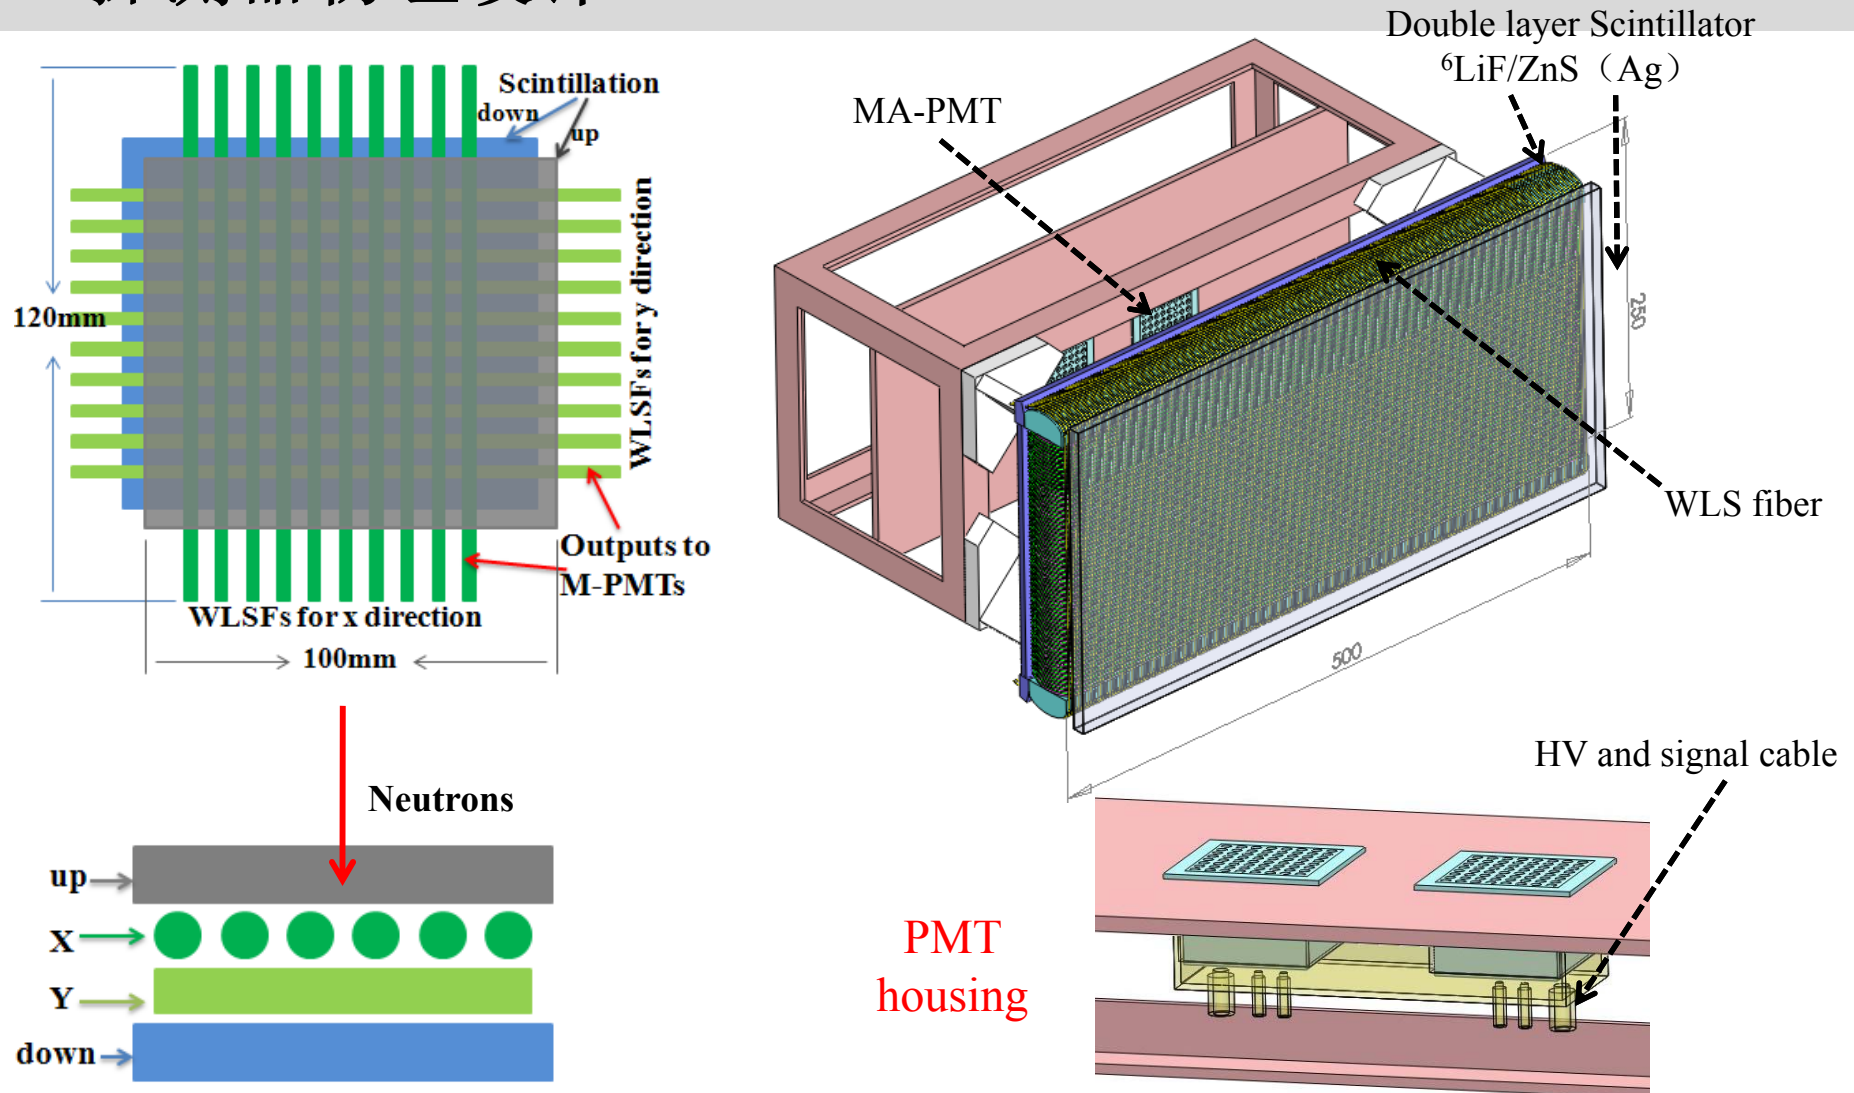 Double layer Scintillator
⁶LiF/ZnS（Ag）
MA-PMT
WLS fiber
250
500
Scintillation
down
up
120mm
WLSFs for y direction
Outputs to
M-PMTs
WLSFs for x direction
100mm
Neutrons
up
X
Y
down
HV and signal cable
PMT
housing